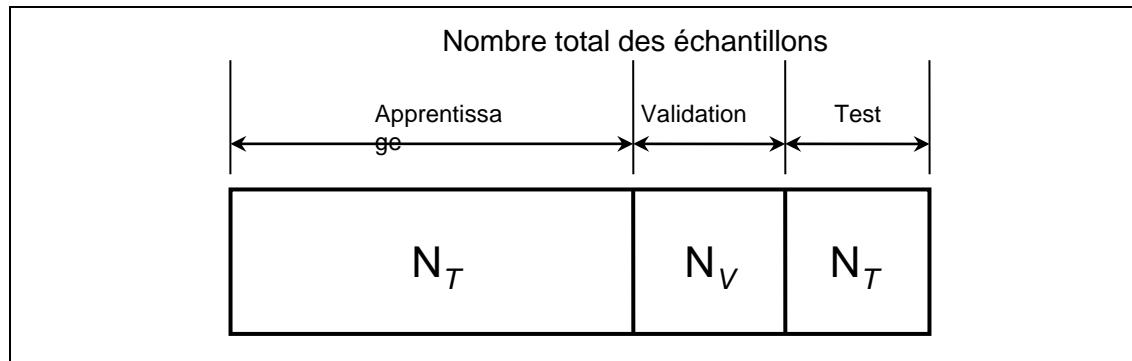 Nombre total des échantillons
Apprentissa
ge
Validation
Test
N_T
N_V
N_T